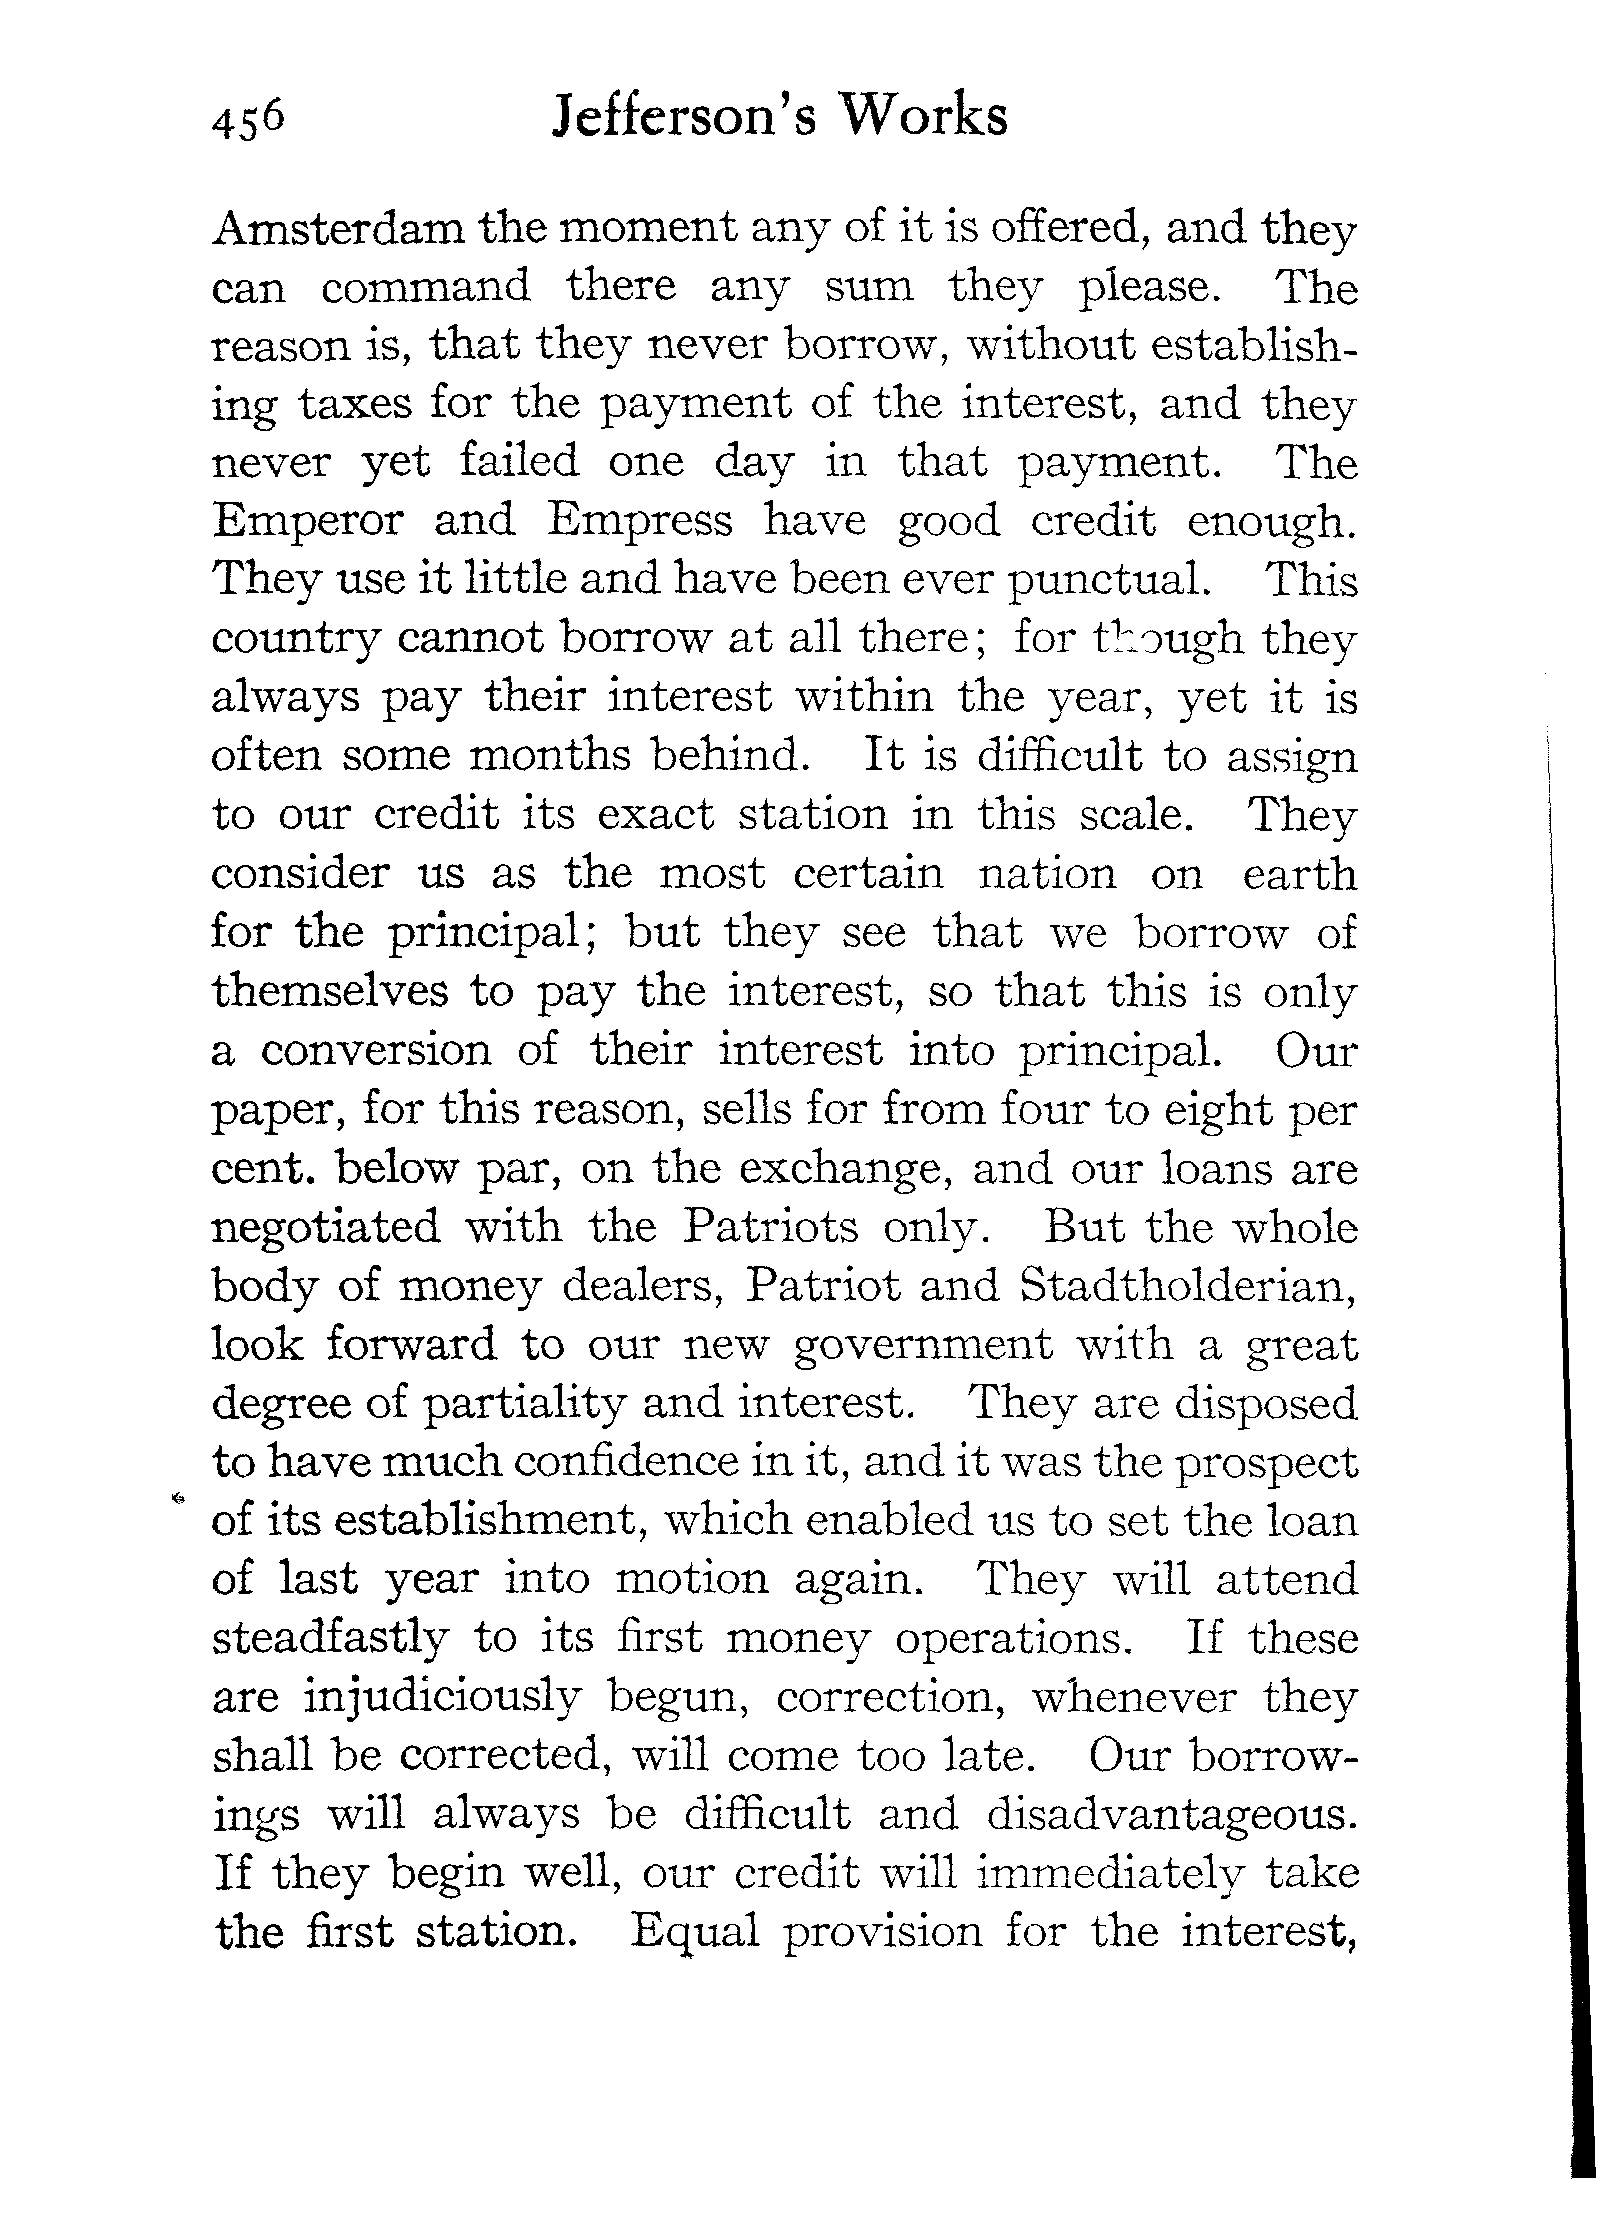 456 Jefferson's Works
Amsterdam the moment any of it is offered, and they
can command there any sum they please. The
reason is, that they never borrow, without establish-
ing taxes for the payment of the interest, and they
never yet failed one day in that payment. The
Emperor and Empress have good credit enough.
They use it little and have been ever punctual. This
country cannot borrow at all there; for though they
always pay their interest within the year, yet it is
often some months behind. It is difficult to assign
to our credit its exact station in this scale. They
consider us as the most certain nation on earth
for the principal; but they see that we borrow of
themselves to pay the interest, so that this is only
a conversion of their interest into principal. Our
paper, for this reason, sells for from four to eight per
cent. below par, on the exchange, and our loans are
negotiated with the Patriots only. But the whole
body of money dealers, Patriot and Stadtholderian,
look forward to our new government with a great
degree of partiality and interest. They are disposed
to have much confidence in it, and it was the prospect
of its establishment, which enabled us to set the loan
of last year into motion again. They will attend
steadfastly to its first money operations. If these
are injudiciously begun, correction, whenever they
shall be corrected, will come too late. Our borrow-
ings will always be difficult and disadvantageous.
If they begin well, our credit will immediately take
the first station. Equal provision for the interest,